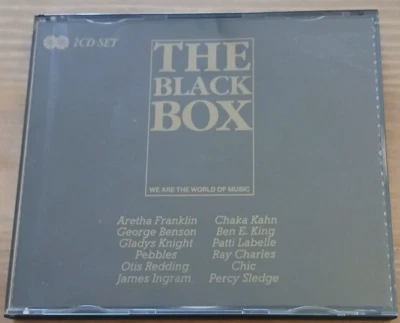 2CD-SET
THE
BLACK
BOX
WE ARE THE WORLD OF MUSIC
Aretha Franklin
George Benson
Gladys Knight
Pebbles
Otis Redding
James Ingram
Chaka Kahn
Ben E. King
Patti Labelle
Ray Charles
Chic
Percy Sledge